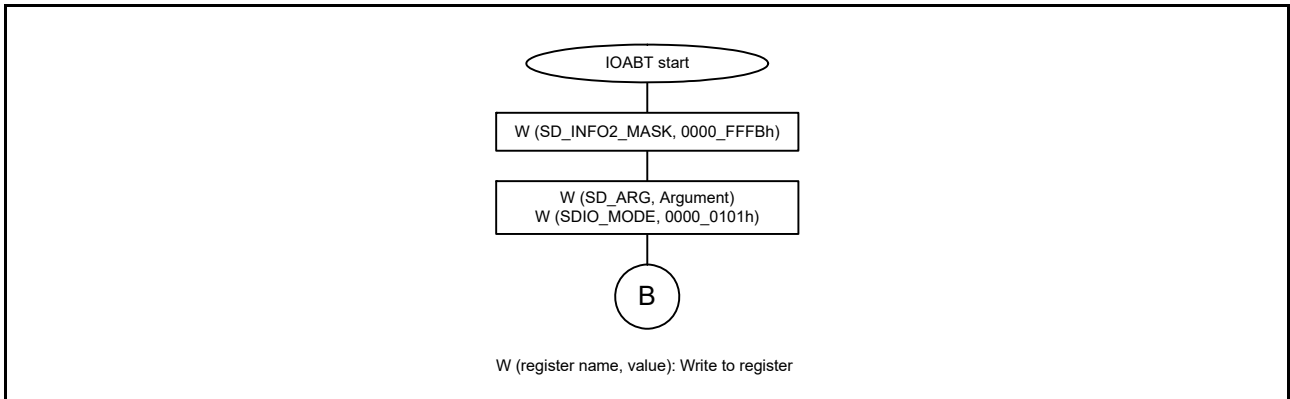 IOABT start
W (SD_INFO2_MASK, 0000_FFFBh)
W (SD_ARG, Argument)
W (SDIO_MODE, 0000_0101h)
B
W (register name, value): Write to register